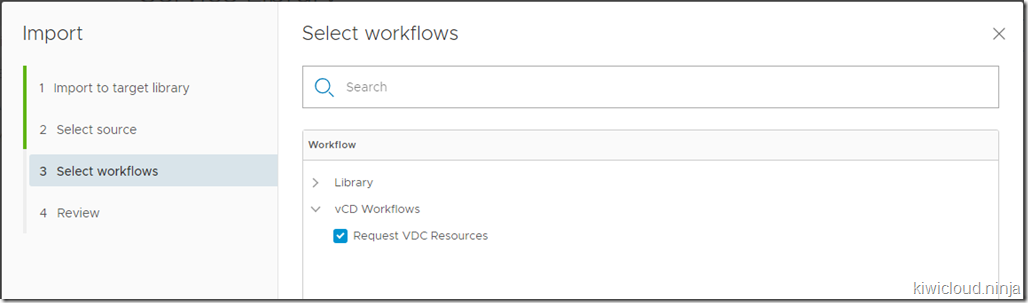 Import
1 Import to target library
2 Select source
3 Select workflows
4 Review
Select workflows
Search
Workflow
Library
vCD Workflows
Request VDC Resources
kiwicloud.ninja